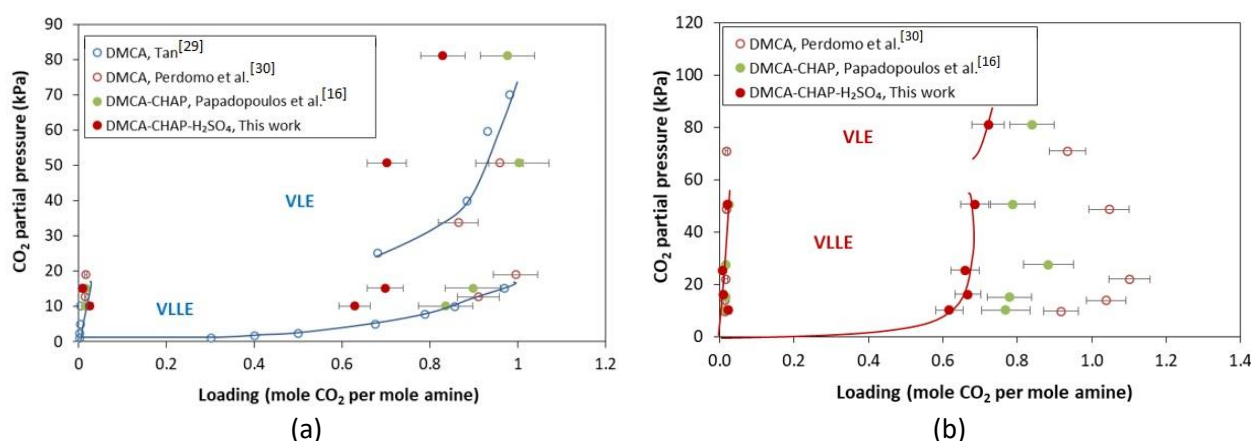 90
80
70
60
50
40
30
20
10
0
CO₂ partial pressure (kPa)
DMCA, Tan[29]
DMCA, Perdomo et al.[30]
DMCA-CHAP, Papadopoulos et al.[16]
DMCA-CHAP-H₂SO₄, This work
VLE
VLLE
0 0.2 0.4 0.6 0.8 1 1.2
Loading (mole CO₂ per mole amine)
(a)
120
100
80
60
40
20
0
CO₂ partial pressure (kPa)
DMCA, Perdomo et al.[30]
DMCA-CHAP, Papadopoulos et al.[16]
DMCA-CHAP-H₂SO₄, This work
VLE
VLLE
0.0 0.2 0.4 0.6 0.8 1.0 1.2 1.4
Loading (mole CO₂ per mole amine)
(b)